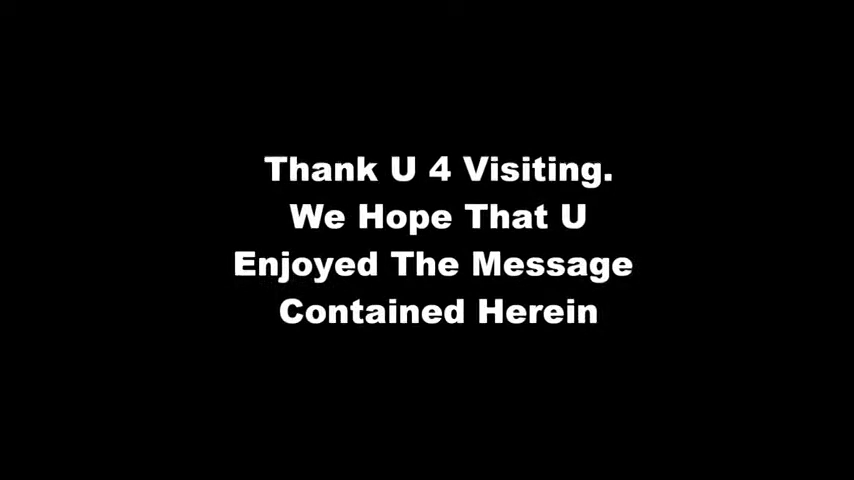 Thank U 4 Visiting.
We Hope That U
Enjoyed The Message
Contained Herein